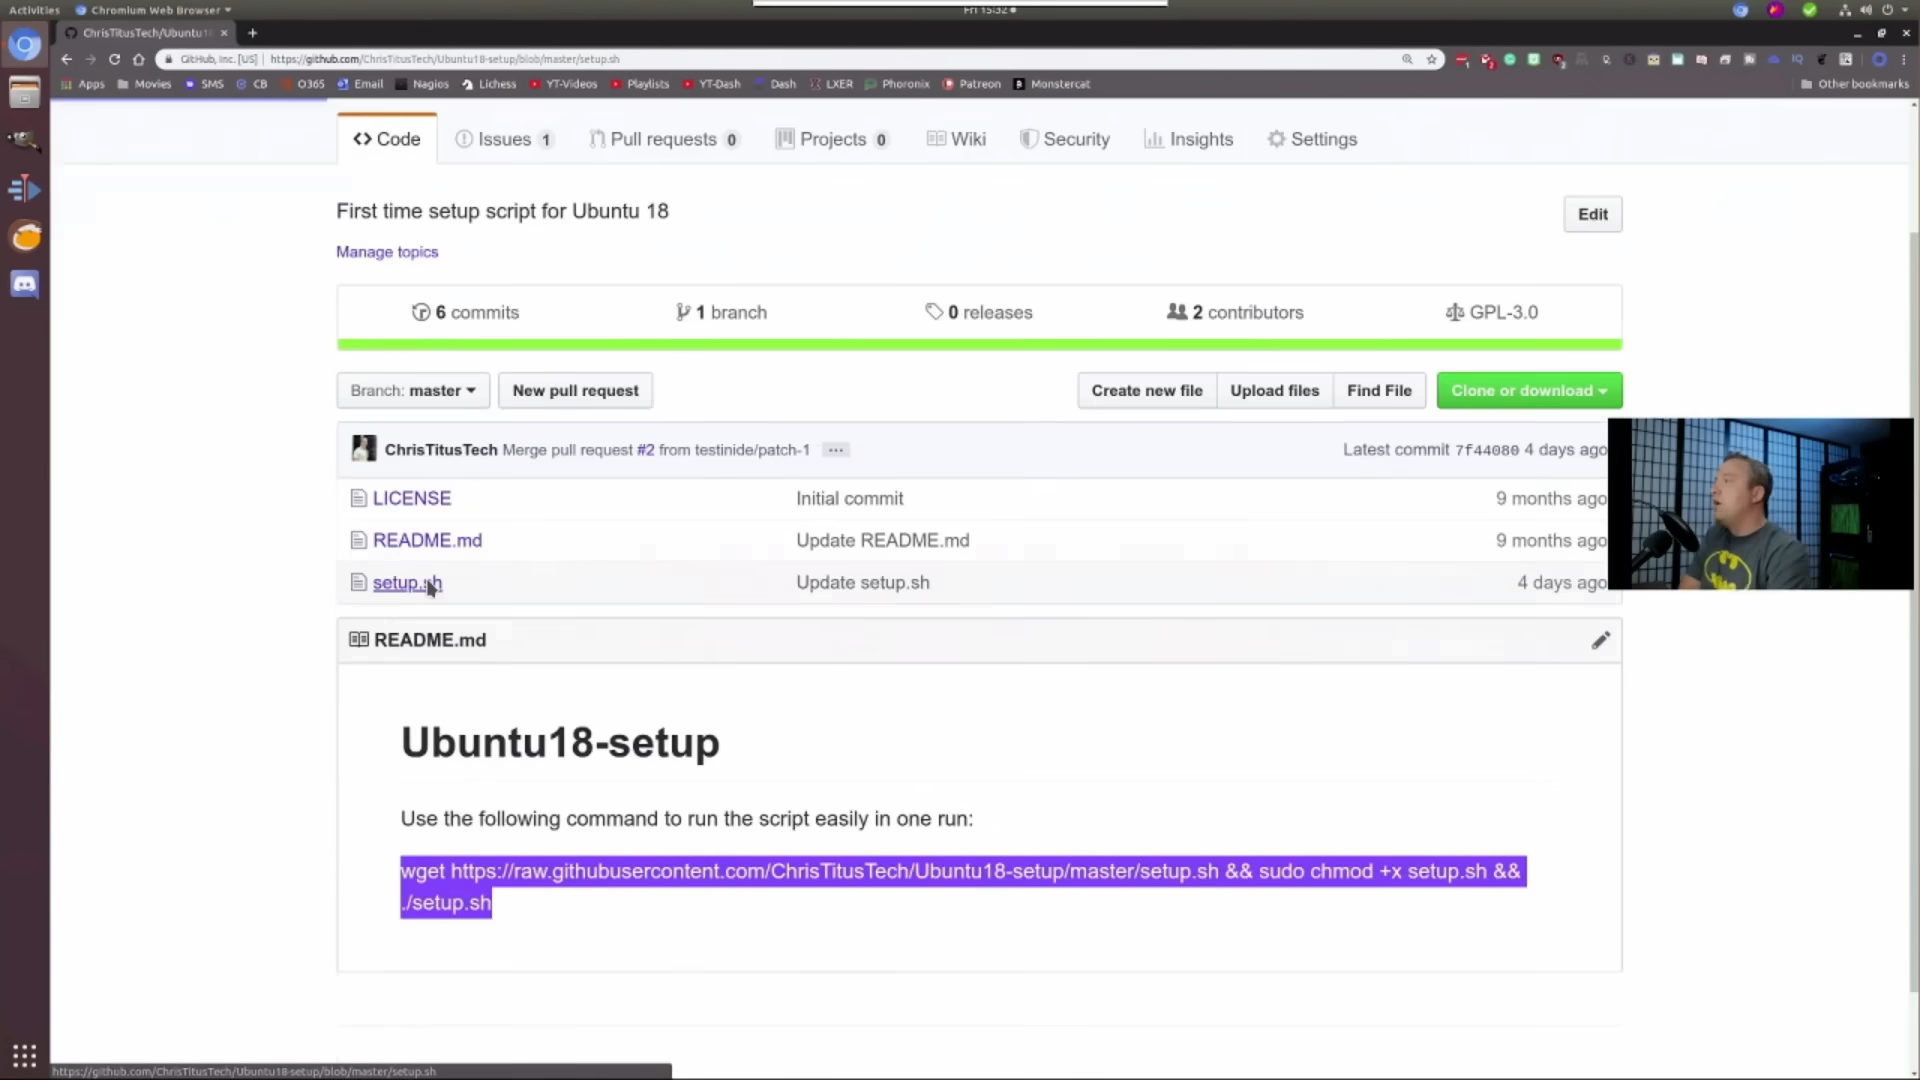 Activities Chromium Web Browser Fri 15:32
ChrisTitusTech/Ubuntu1
GitHub, Inc. [US] | https://github.com/ChrisTitusTech/Ubuntu18-setup/blob/master/setup.sh
Apps Movies SMS CB O365 Email Nagios Lichess YT-Videos Playlists YT-Dash Dash LXER Phoronix Patreon Monstercat Other bookmarks
Code Issues 1 Pull requests 0 Projects 0 Wiki Security Insights Settings
First time setup script for Ubuntu 18 Edit
Manage topics
6 commits 1 branch 0 releases 2 contributors GPL-3.0
Branch: master New pull request Create new file Upload files Find File Clone or download
ChrisTitusTech Merge pull request #2 from testinide/patch-1 ... Latest commit 7f44080 4 days ago
LICENSE Initial commit 9 months ago
README.md Update README.md 9 months ago
setup.sh Update setup.sh 4 days ago
README.md
Ubuntu18-setup
Use the following command to run the script easily in one run:
wget https://raw.githubusercontent.com/ChrisTitusTech/Ubuntu18-setup/master/setup.sh && sudo chmod +x setup.sh &&
./setup.sh
https://github.com/ChrisTitusTech/Ubuntu18-setup/blob/master/setup.sh